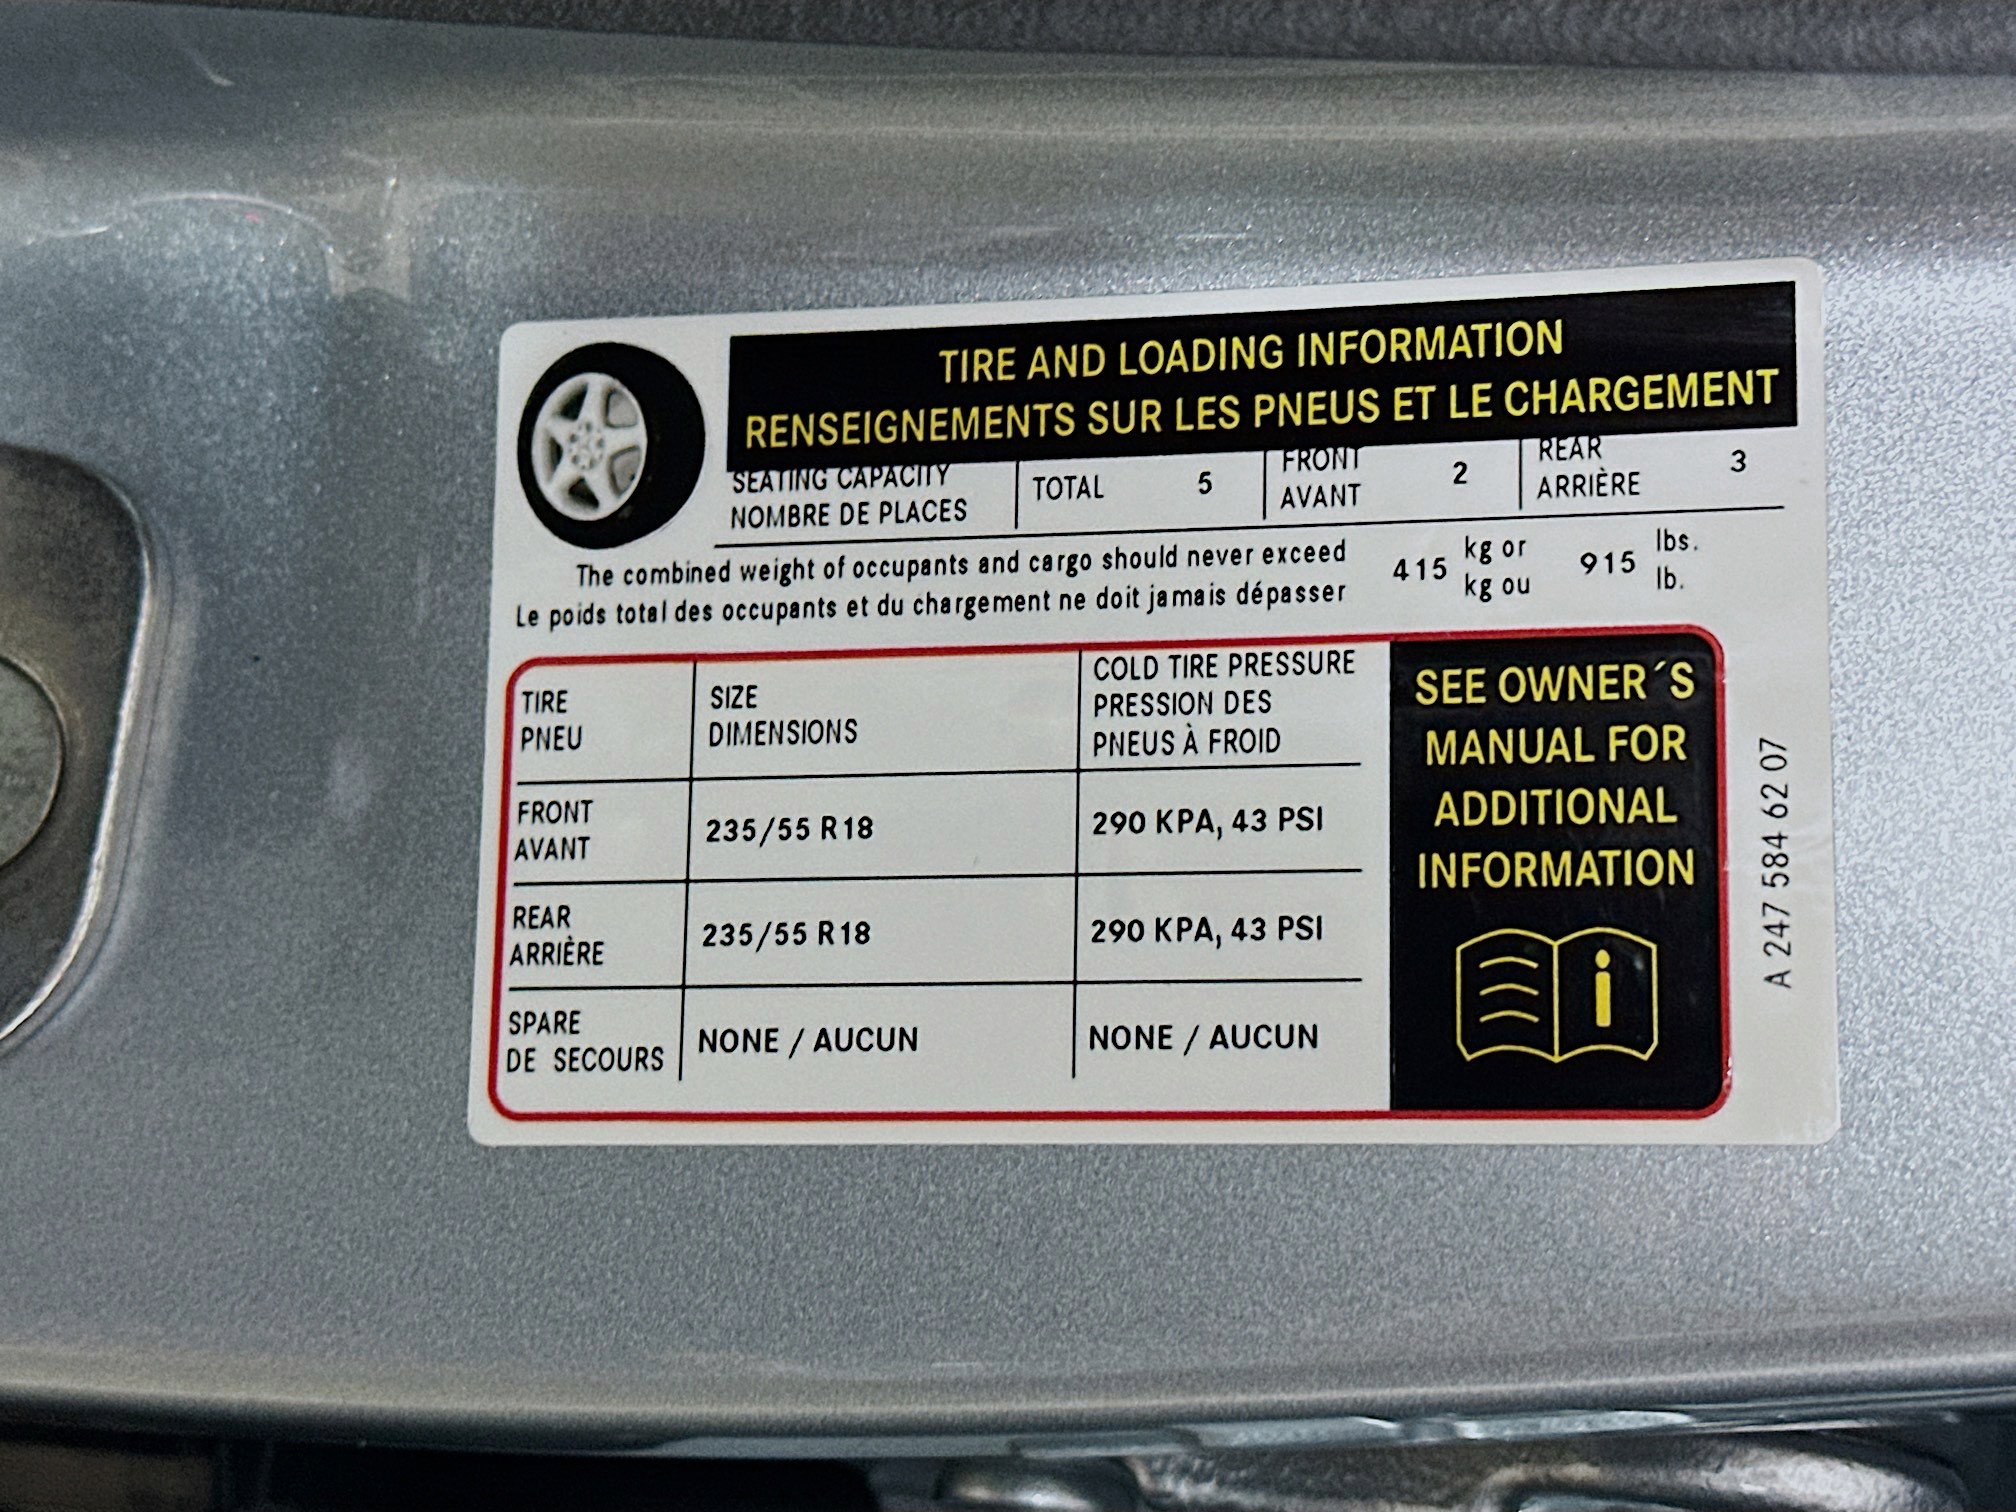 TIRE AND LOADING INFORMATION
RENSEIGNEMENTS SUR LES PNEUS ET LE CHARGEMENT
SEATING CAPACITY
NOMBRE DE PLACES
TOTAL 5
FRONT
AVANT
2
REAR
ARRIÈRE
3
The combined weight of occupants and cargo should never exceed
Le poids total des occupants et du chargement ne doit jamais dépasser
415
kg or
kg ou
915
lbs.
lb.
TIRE
PNEU
SIZE
DIMENSIONS
COLD TIRE PRESSURE
PRESSION DES
PNEUS À FROID
FRONT
AVANT
235/55 R18
290 KPA, 43 PSI
REAR
ARRIÈRE
235/55 R18
290 KPA, 43 PSI
SPARE
DE SECOURS
NONE / AUCUN
NONE / AUCUN
SEE OWNER´S
MANUAL FOR
ADDITIONAL
INFORMATION
i
A 247 584 62 07